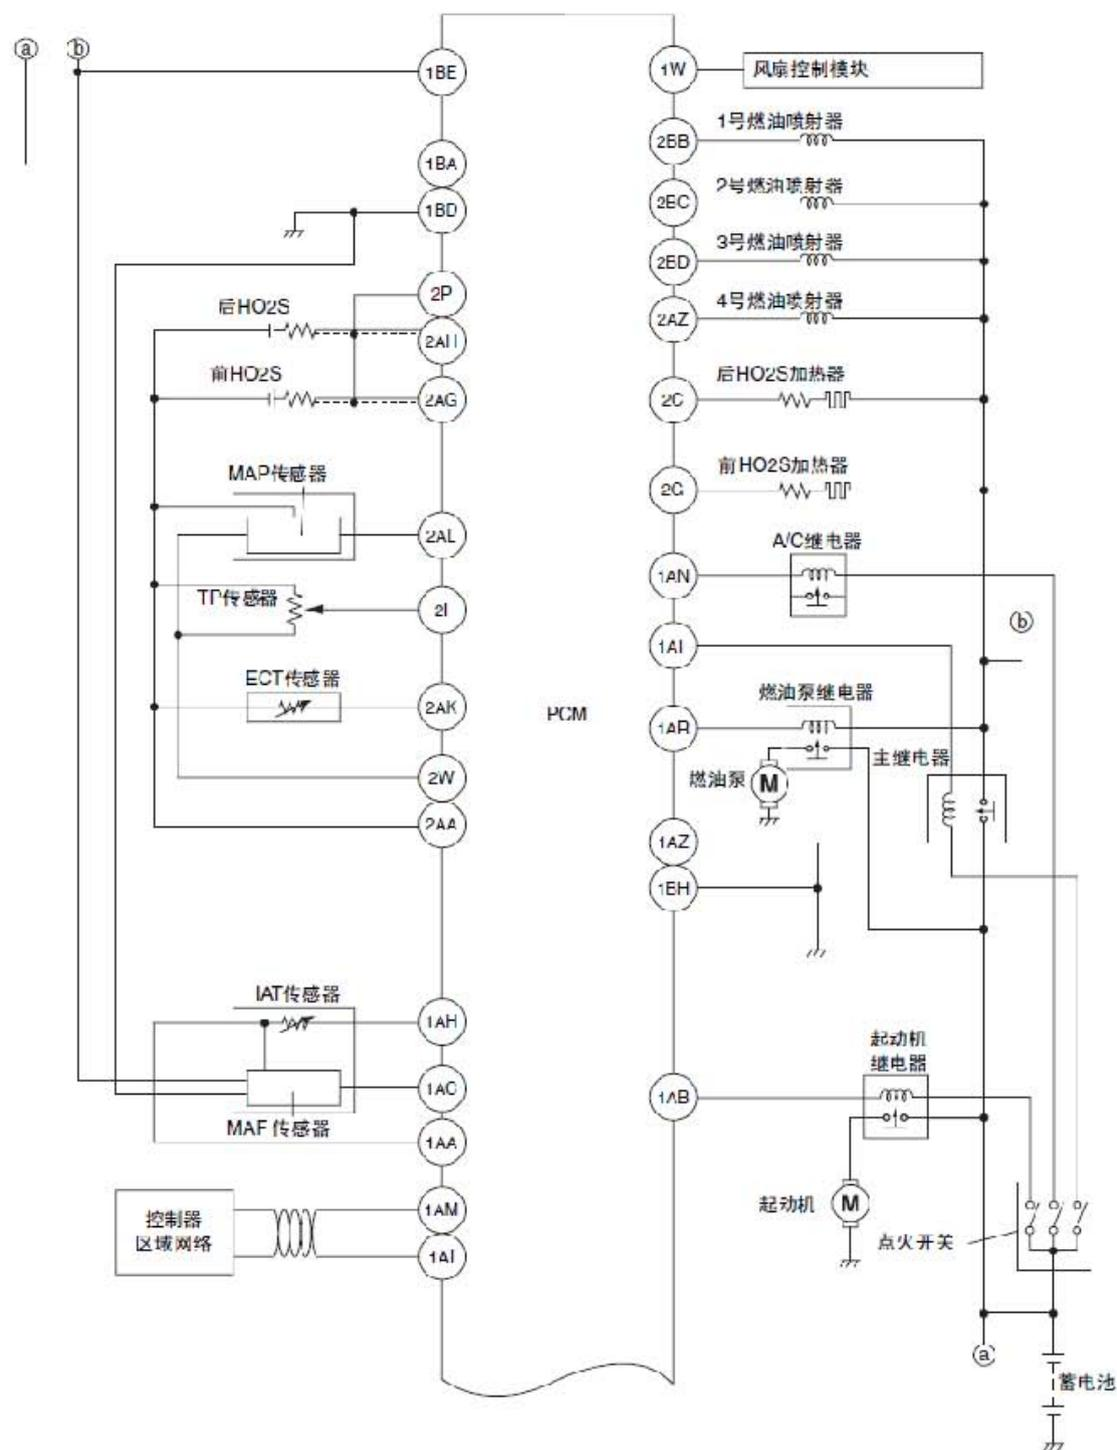 ⓐ
ⓑ
1BE
1BA
1BD
2P
后HO2S
2AH
前HO2S
2AG
MAP传感器
2AL
TP传感器
2I
ECT传感器
2AK
2W
2AA
IAT传感器
1AH
1AC
MAF 传感器
1AA
控制器
区域网络
1AM
1AI
PCM
1W
风扇控制模块
1号燃油喷射器
2BB
2号燃油喷射器
2BC
3号燃油喷射器
2BD
4号燃油喷射器
2AZ
后HO2S加热器
2C
前HO2S加热器
2G
A/C继电器
1AN
ⓑ
1AI
燃油泵继电器
1AR
主继电器
燃油泵
M
1AZ
1BH
起动机
继电器
1AB
起动机
M
点火开关
ⓐ
蓄电池